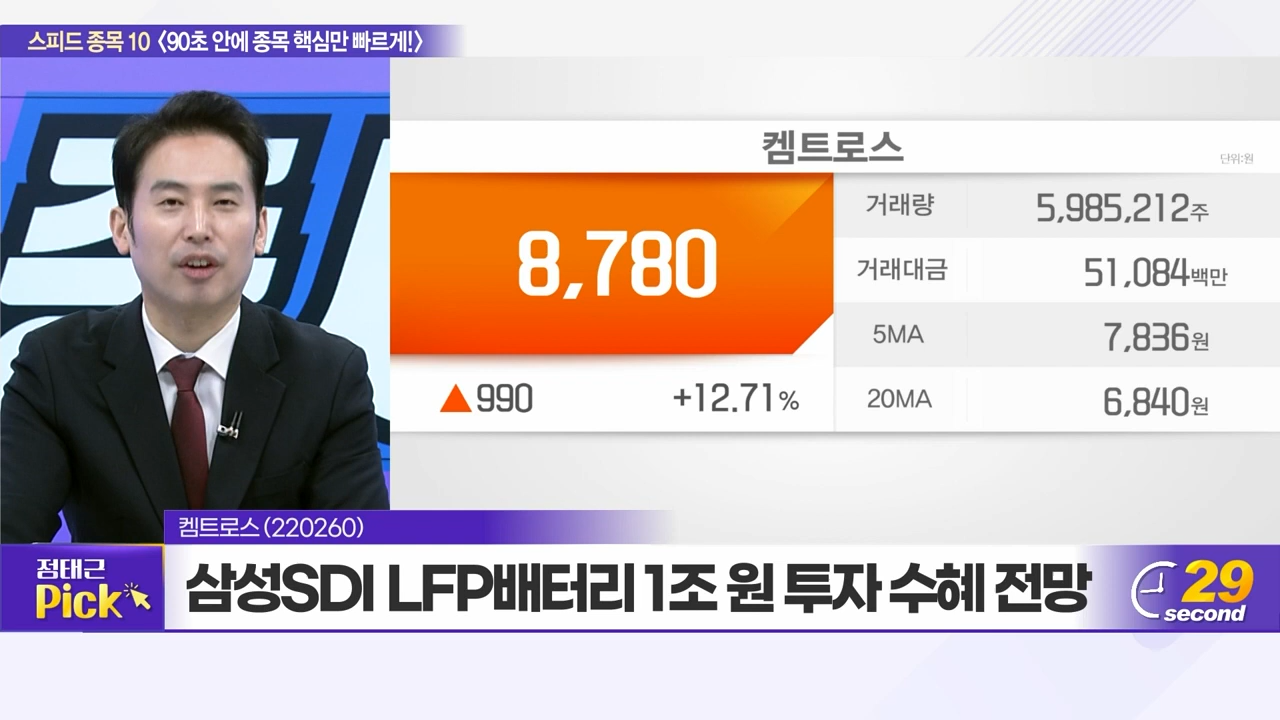 스피드 종목 10 〈90초 안에 종목 핵심만 빠르게!〉
켐트로스
단위:원
8,780
▲990 +12.71%
거래량 5,985,212주
거래대금 51,084백만
5MA 7,836원
20MA 6,840원
켐트로스(220260)
정태근
Pick
삼성SDI LFP배터리 1조 원 투자 수혜 전망
29
second